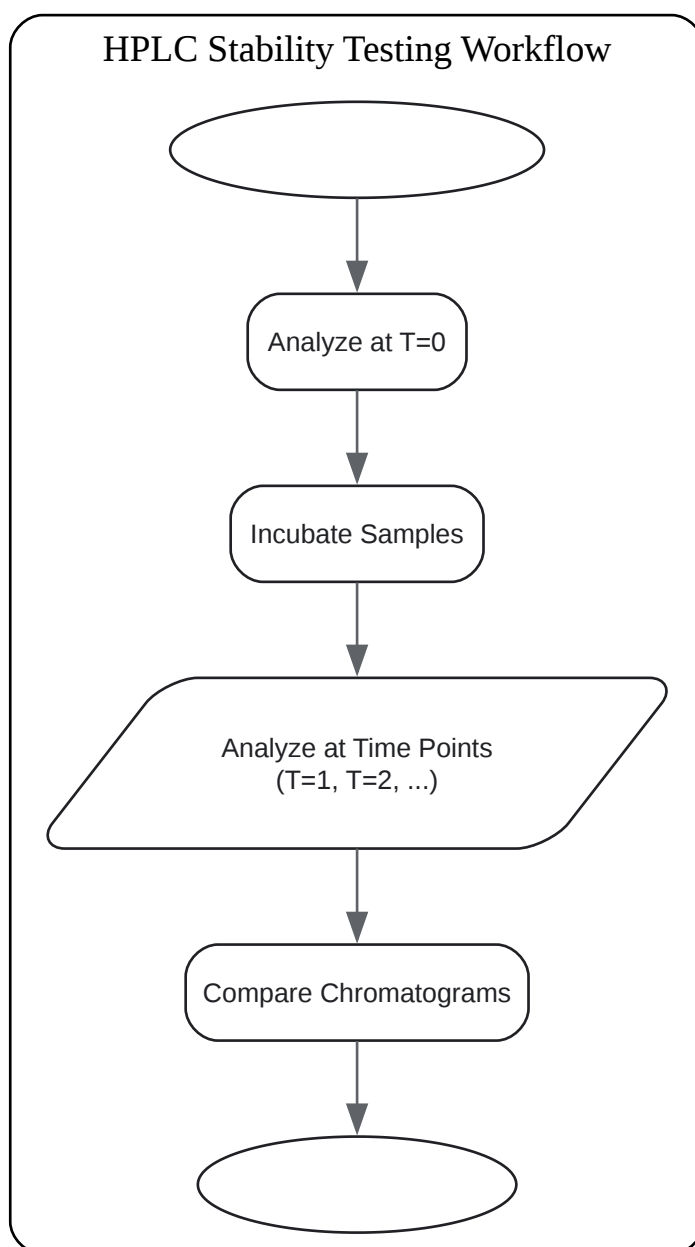 HPLC Stability Testing Workflow
Analyze at T=0
Incubate Samples
Analyze at Time Points
(T=1, T=2, ...)
Compare Chromatograms